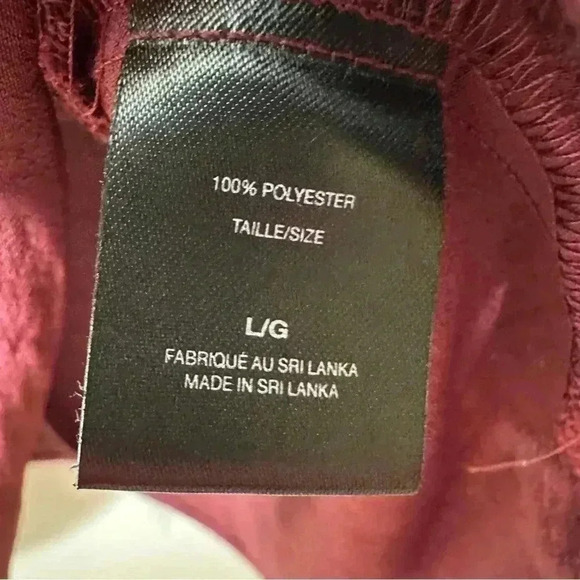 100% POLYESTER
TAILLE/SIZE
L/G
FABRIQUÉ AU SRI LANKA
MADE IN SRI LANKA